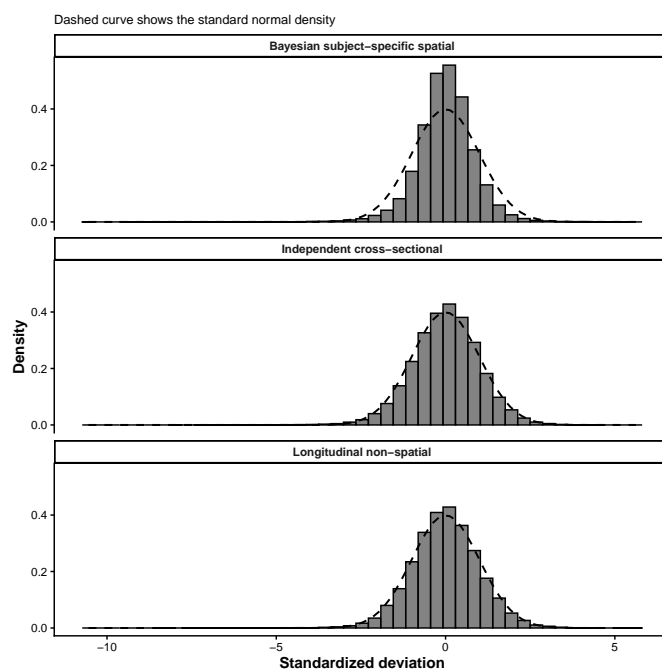 Dashed curve shows the standard normal density
Bayesian subject−specific spatial
0.4
0.2
0.0
Independent cross−sectional
0.4
0.2
0.0
Density
Longitudinal non−spatial
0.4
0.2
0.0
−10 −5 0 5
Standardized deviation